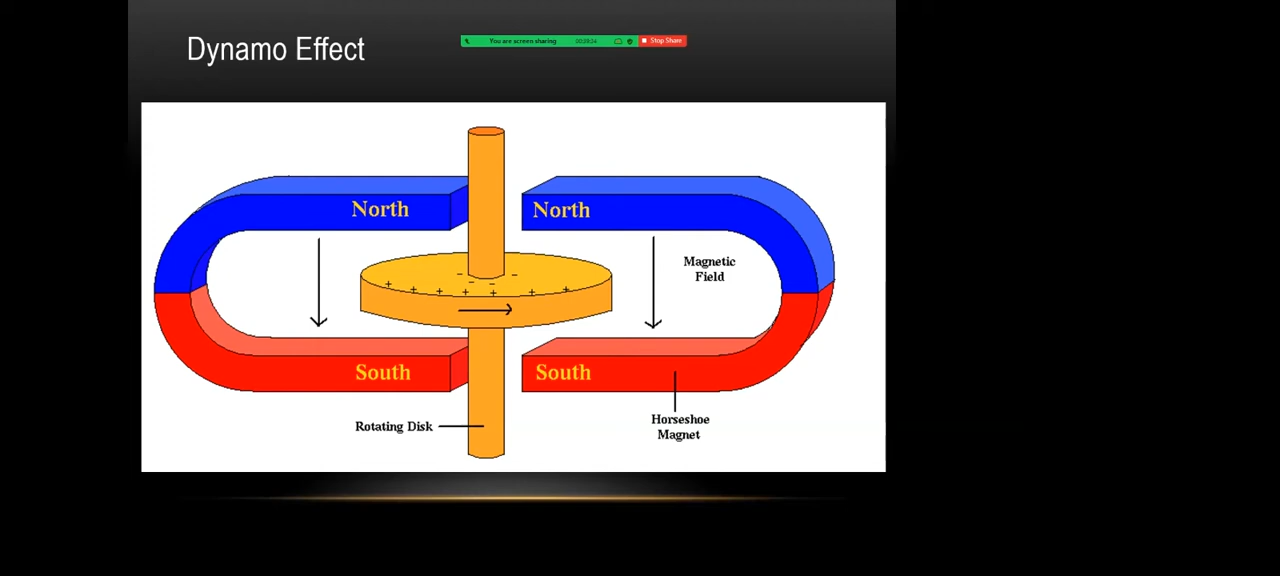 Dynamo Effect
You are screen sharing
Stop Share
North
North
Magnetic
Field
- - - -
+ + + + + + +
South
South
Rotating Disk
Horseshoe
Magnet